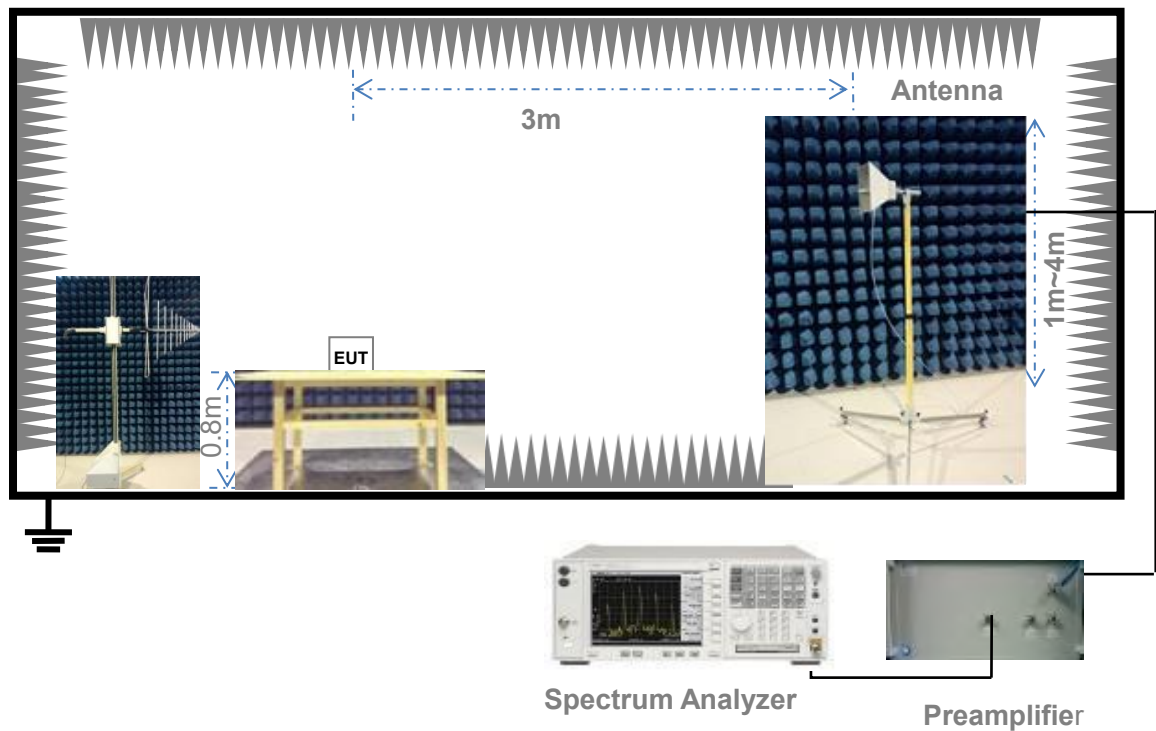 Antenna
3m
1m~4m
EUT
0.8m
Spectrum Analyzer
Preamplifier